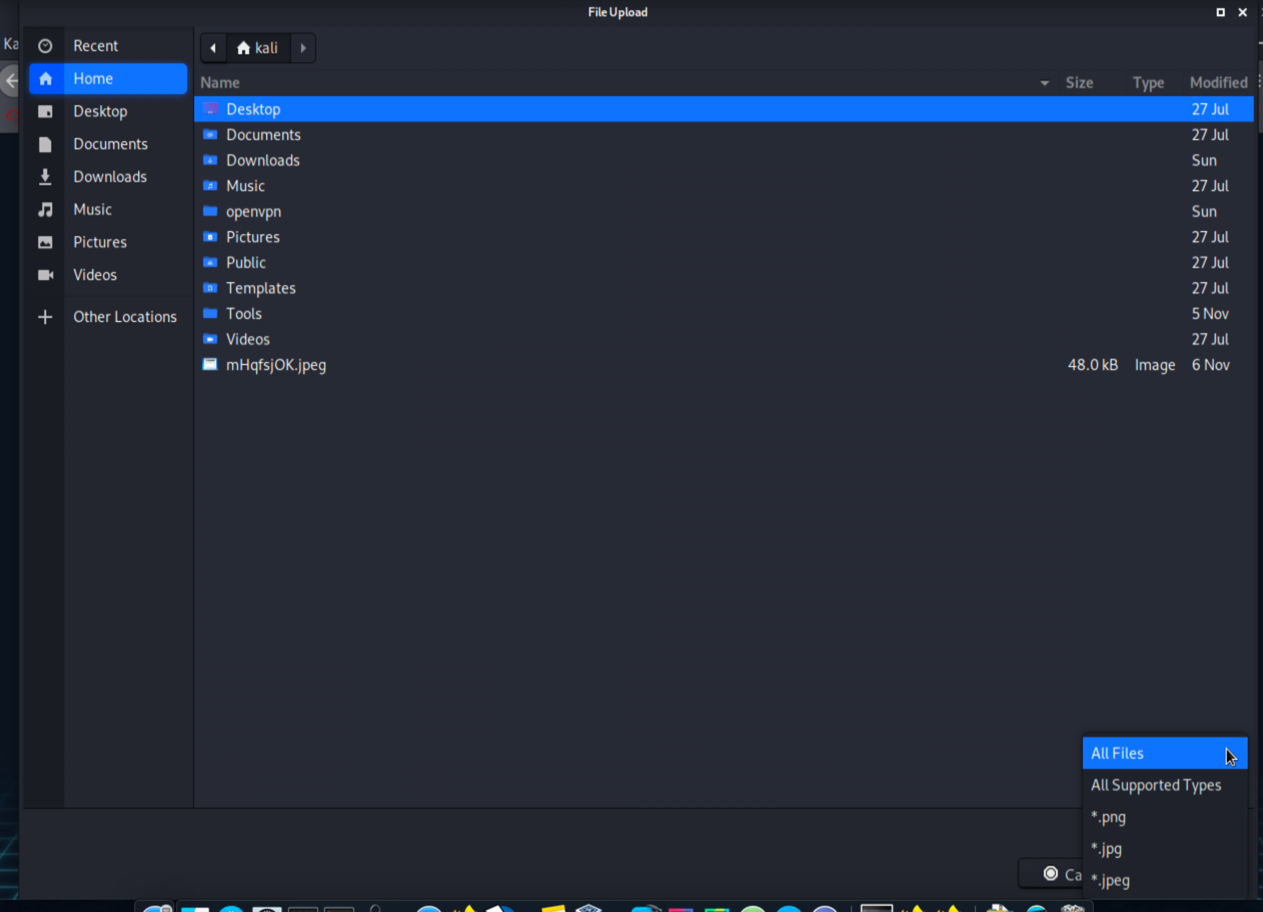 File Upload
Ka
Recent
Home
Desktop
Documents
Downloads
Music
Pictures
Videos
Other Locations
kali
Name Size Type Modified
Desktop 27 Jul
Documents 27 Jul
Downloads Sun
Music 27 Jul
openvpn Sun
Pictures 27 Jul
Public 27 Jul
Templates 27 Jul
Tools 5 Nov
Videos 27 Jul
mHqfsjOK.jpeg 48.0 kB Image 6 Nov
All Files
All Supported Types
*.png
*.jpg
*.jpeg
Ca